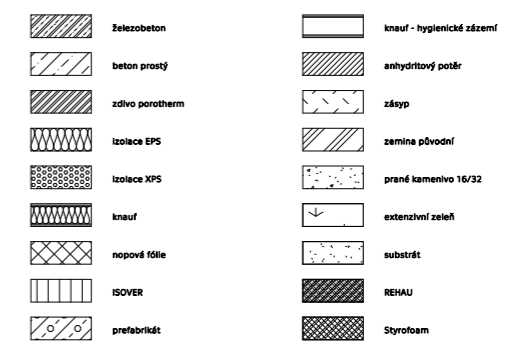 železobeton
beton prostý
zdivo porotherm
izolace EPS
izolace XPS
knauf
nopová fólie
ISOVER
prefabrikát
knauf - hygienické zázemí
anhydritový potěr
zásyp
zemina původní
prané kamenivo 16/32
extenzivní zeleň
substrát
REHAU
Styrofoam